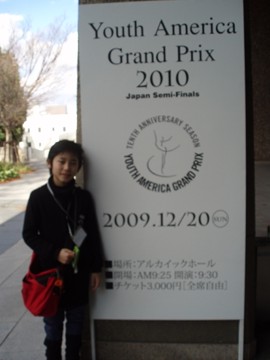 Youth America
Grand Prix
2010
Japan Semi-Finals
TENTH ANNIVERSARY SEASON
YOUTH AMERICA GRAND PRIX
2009.12/20 SUN
■場所:アルカイックホール
■開場:AM9:25 開演:9:30
■チケット3.000円[全席自由]